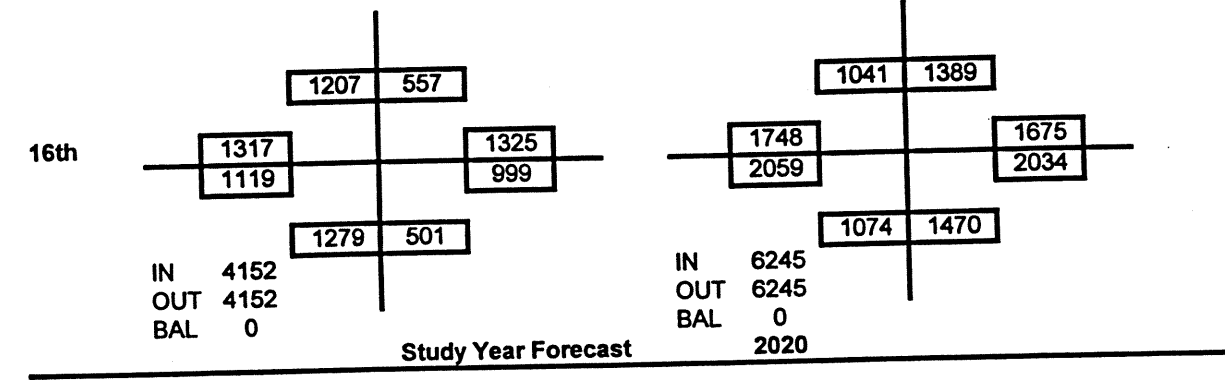 1207 557 1041 1389
16th 1317 1325 1748 1675
1119 999 2059 2034
1279 501 1074 1470
IN 4152 IN 6245
OUT 4152 OUT 6245
BAL 0 BAL 0
Study Year Forecast 2020